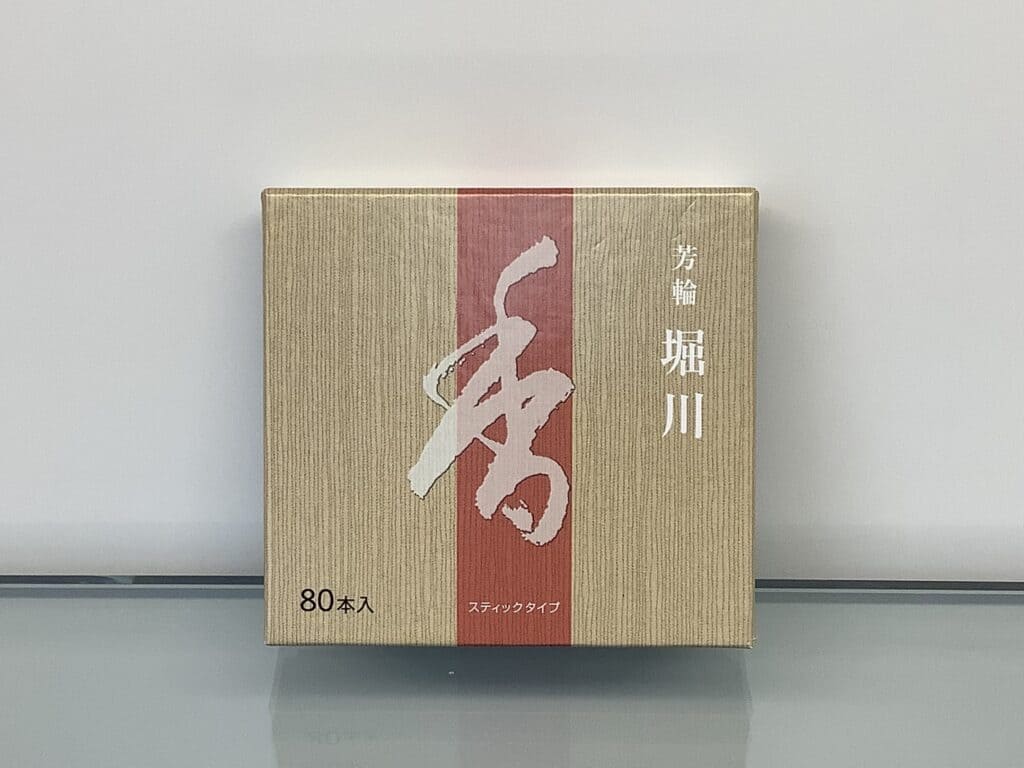 芳輪
堀川
香
80本入
スティックタイプ